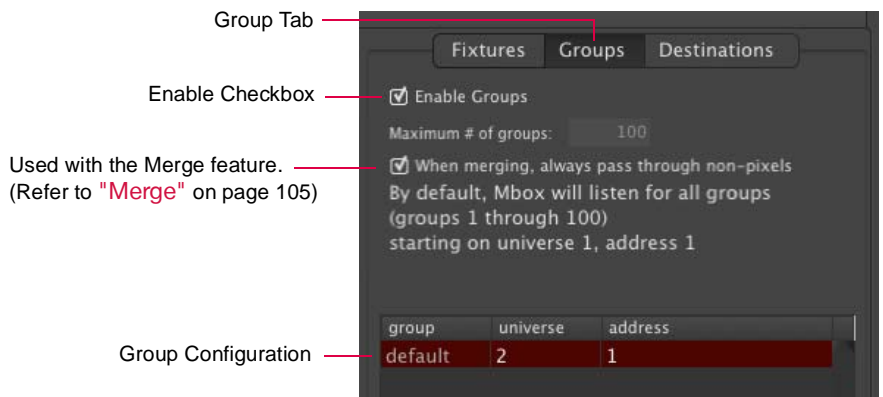 Group Tab
Fixtures Groups Destinations
Enable Checkbox
Enable Groups
Maximum # of groups: 100
Used with the Merge feature.
(Refer to "Merge" on page 105)
When merging, always pass through non-pixels
By default, Mbox will listen for all groups
(groups 1 through 100)
starting on universe 1, address 1
group universe address
Group Configuration
default 2 1